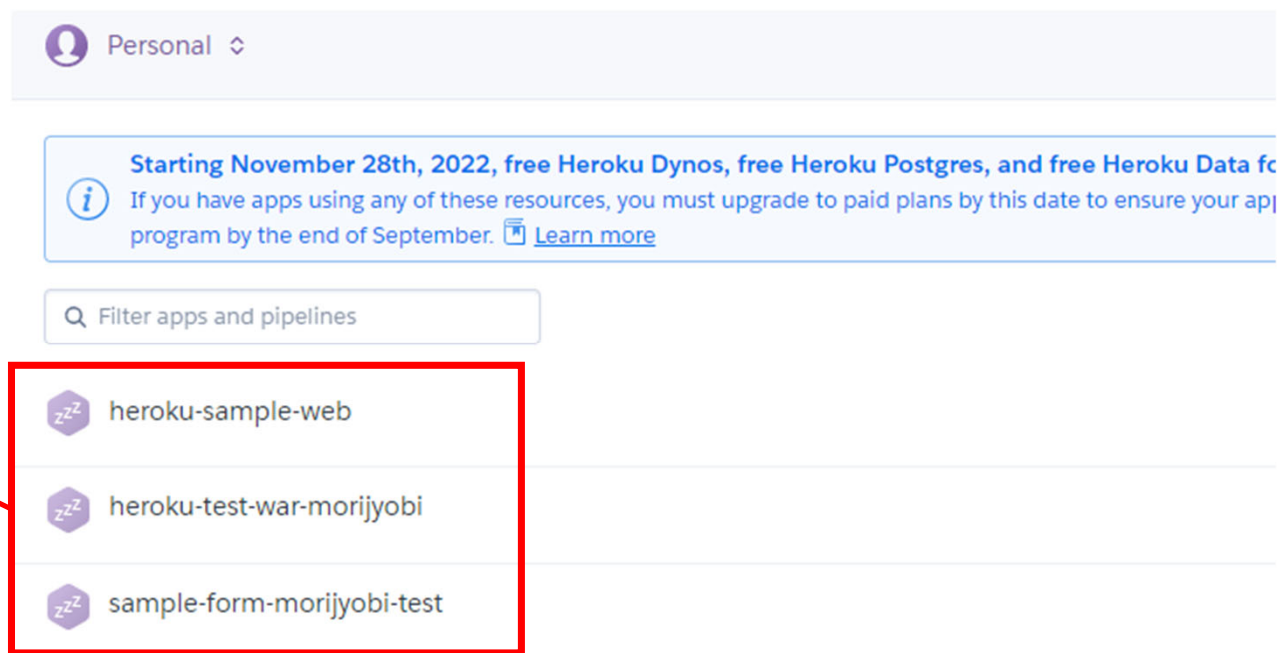 Personal
Starting November 28th, 2022, free Heroku Dynos, free Heroku Postgres, and free Heroku Data
If you have apps using any of these resources, you must upgrade to paid plans by this date to ensure your
program by the end of September. Learn more
Filter apps and pipelines
zzz heroku-sample-web
zzz heroku-test-war-morijyobi
zzz sample-form-morijyobi-test